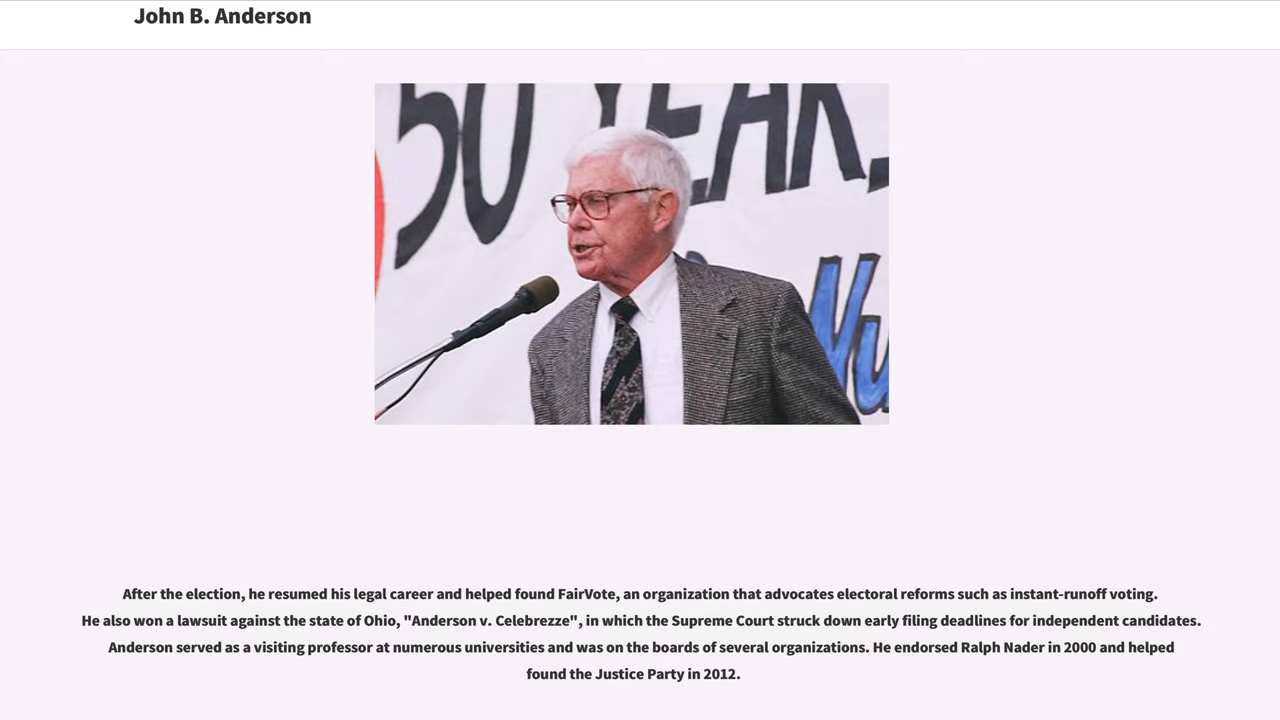 John B. Anderson
50 YEARS
Nu
After the election, he resumed his legal career and helped found FairVote, an organization that advocates electoral reforms such as instant-runoff voting.
He also won a lawsuit against the state of Ohio, "Anderson v. Celebrezze", in which the Supreme Court struck down early filing deadlines for independent candidates.
Anderson served as a visiting professor at numerous universities and was on the boards of several organizations. He endorsed Ralph Nader in 2000 and helped
found the Justice Party in 2012.